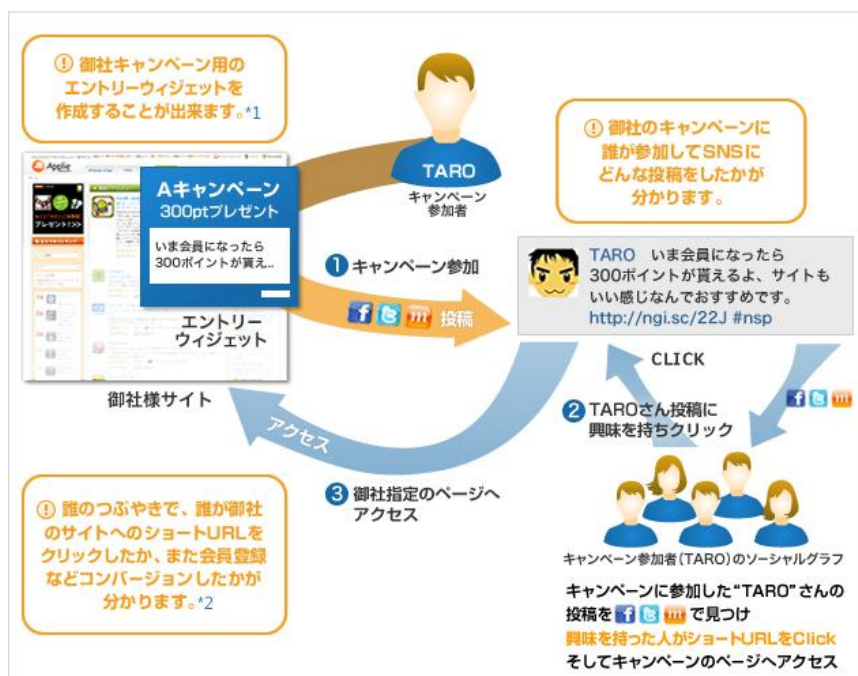 ! 御社キャンペーン用の
エントリーウィジェットを
作成することが出来ます。*1
TARO
キャンペーン
参加者
! 御社のキャンペーンに
誰が参加してSNSに
どんな投稿をしたかが
分かります。
Applie
プレゼント!>>
Aキャンペーン
300ptプレゼント
いま会員になったら
300ポイントが貰え...
エントリー
ウィジェット
御社様サイト
1 キャンペーン参加
f t m 投稿
TARO いま会員になったら
300ポイントが貰えるよ、サイトも
いい感じなんでおすすめです。
http://ngi.sc/22J #nsp
CLICK
2 TAROさん投稿に
興味を持ちクリック
f t m
アクセス
3 御社指定のページへ
アクセス
! 誰のつぶやきで、誰が御社
のサイトへのショートURLを
クリックしたか、また会員登録
などコンバージョンしたかが
分かります。*2
キャンペーン参加者(TARO)のソーシャルグラフ
キャンペーンに参加した“TARO”さんの
投稿を f t m で見つけ
興味を持った人がショートURLをClick
そしてキャンペーンのページへアクセス